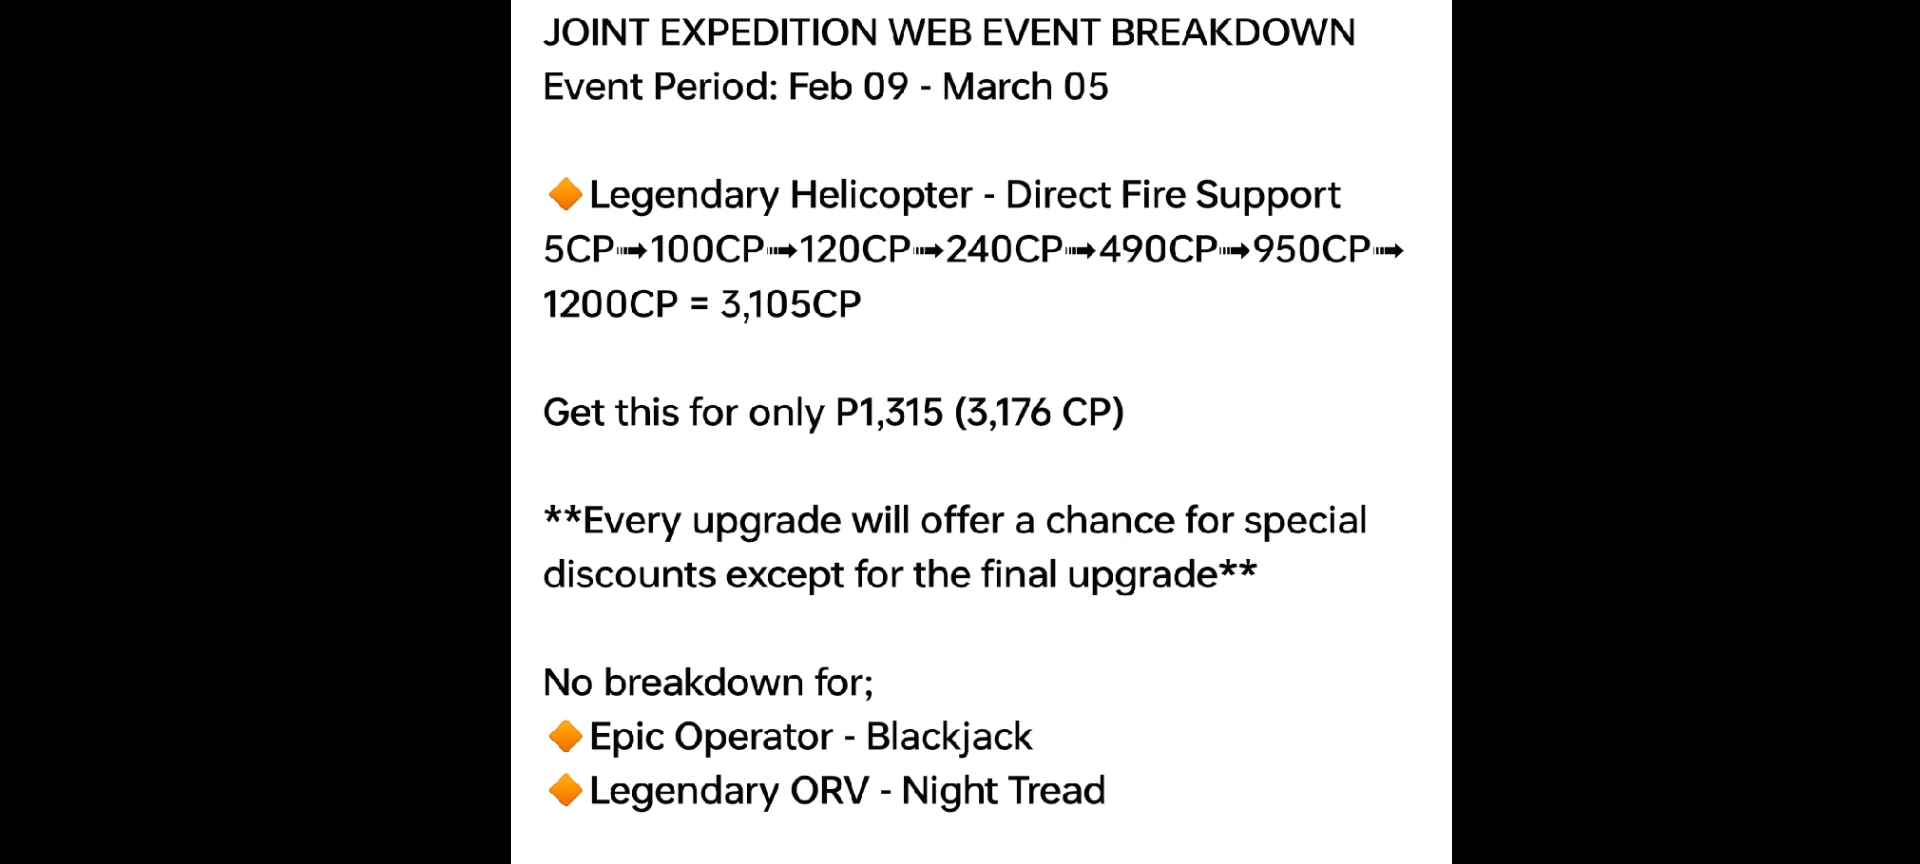 JOINT EXPEDITION WEB EVENT BREAKDOWN
Event Period: Feb 09 - March 05
🔶Legendary Helicopter - Direct Fire Support
5CP➟100CP➟120CP➟240CP➟490CP➟950CP➟
1200CP = 3,105CP
Get this for only P1,315 (3,176 CP)
**Every upgrade will offer a chance for special
discounts except for the final upgrade**
No breakdown for;
🔶Epic Operator - Blackjack
🔶Legendary ORV - Night Tread